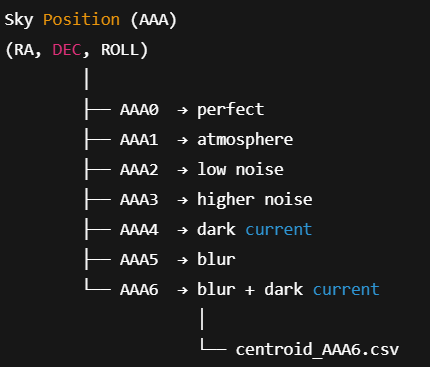 Sky Position (AAA)
(RA, DEC, ROLL)
│
├── AAA0 → perfect
├── AAA1 → atmosphere
├── AAA2 → low noise
├── AAA3 → higher noise
├── AAA4 → dark current
├── AAA5 → blur
└── AAA6 → blur + dark current
│
└── centroid_AAA6.csv